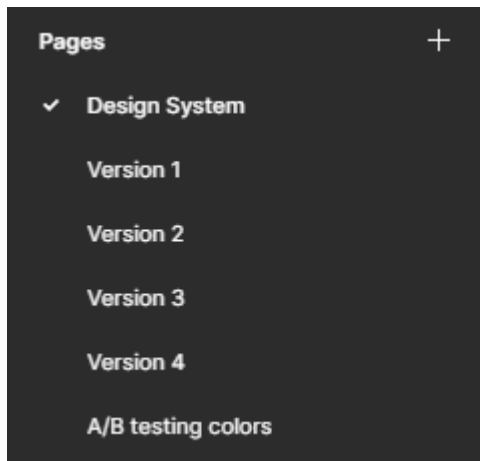 Pages
Design System
Version 1
Version 2
Version 3
Version 4
A/B testing colors